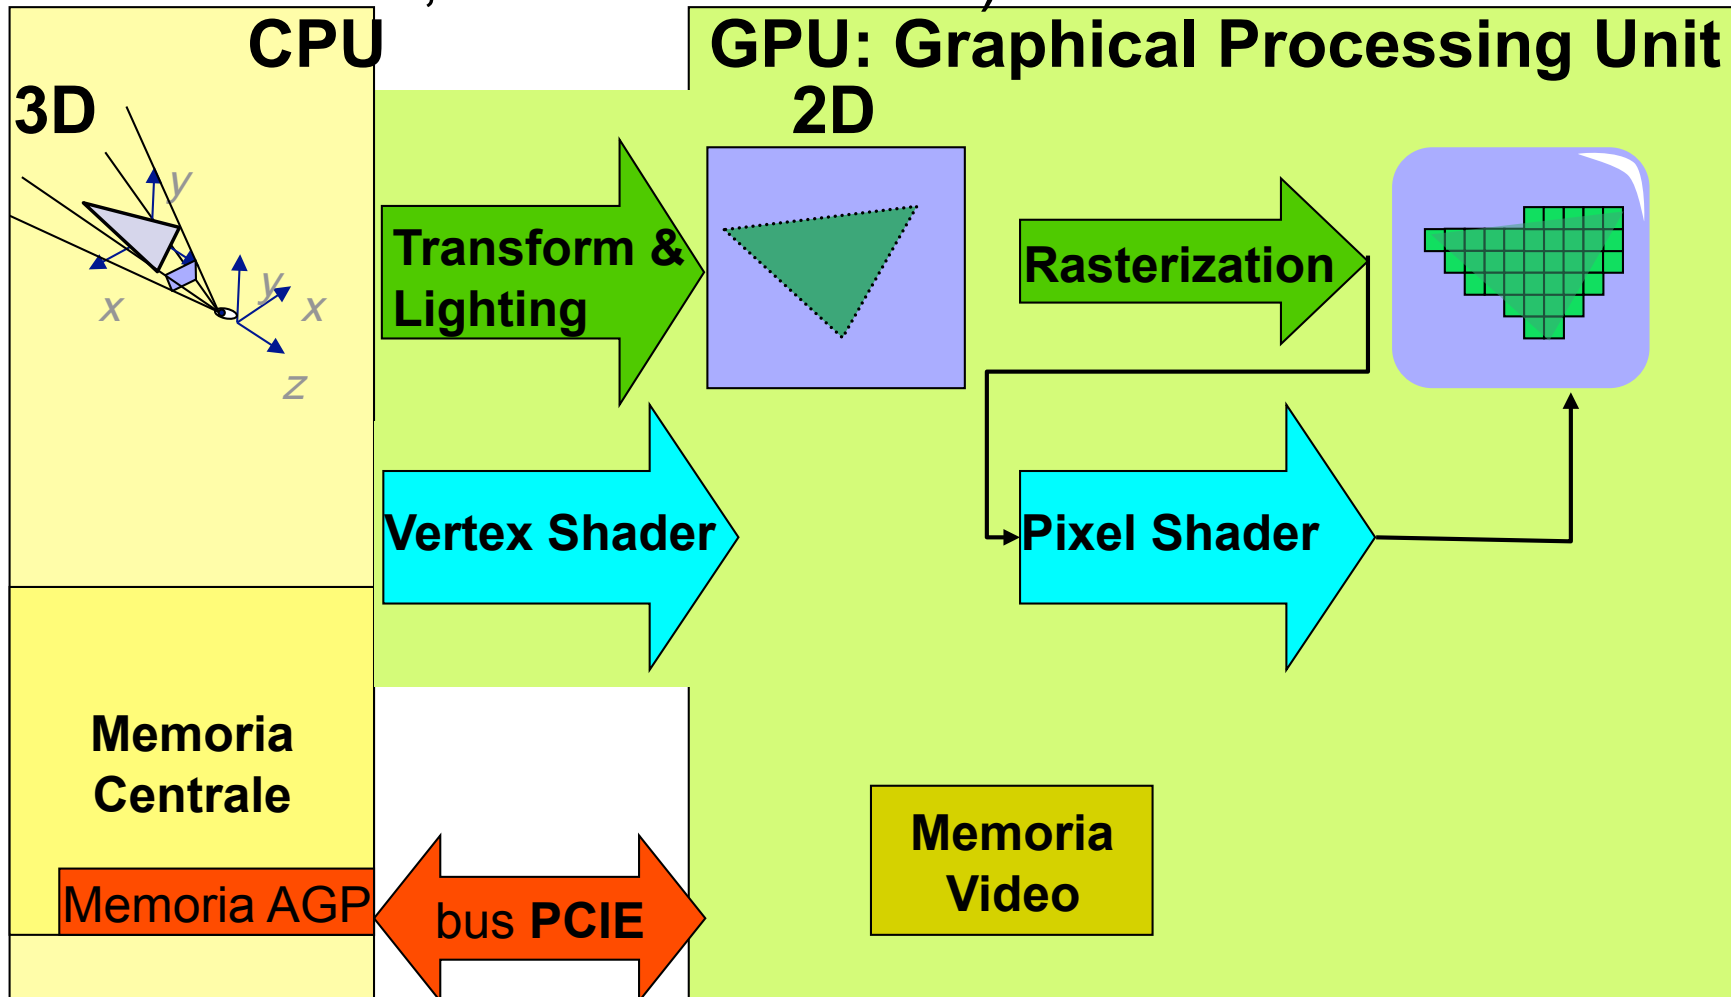 CPU
GPU: Graphical Processing Unit
3D
2D
y
x
y
x
z
Transform &
Lighting
Rasterization
Vertex Shader
Pixel Shader
Memoria
Centrale
Memoria AGP
bus PCIE
Memoria
Video